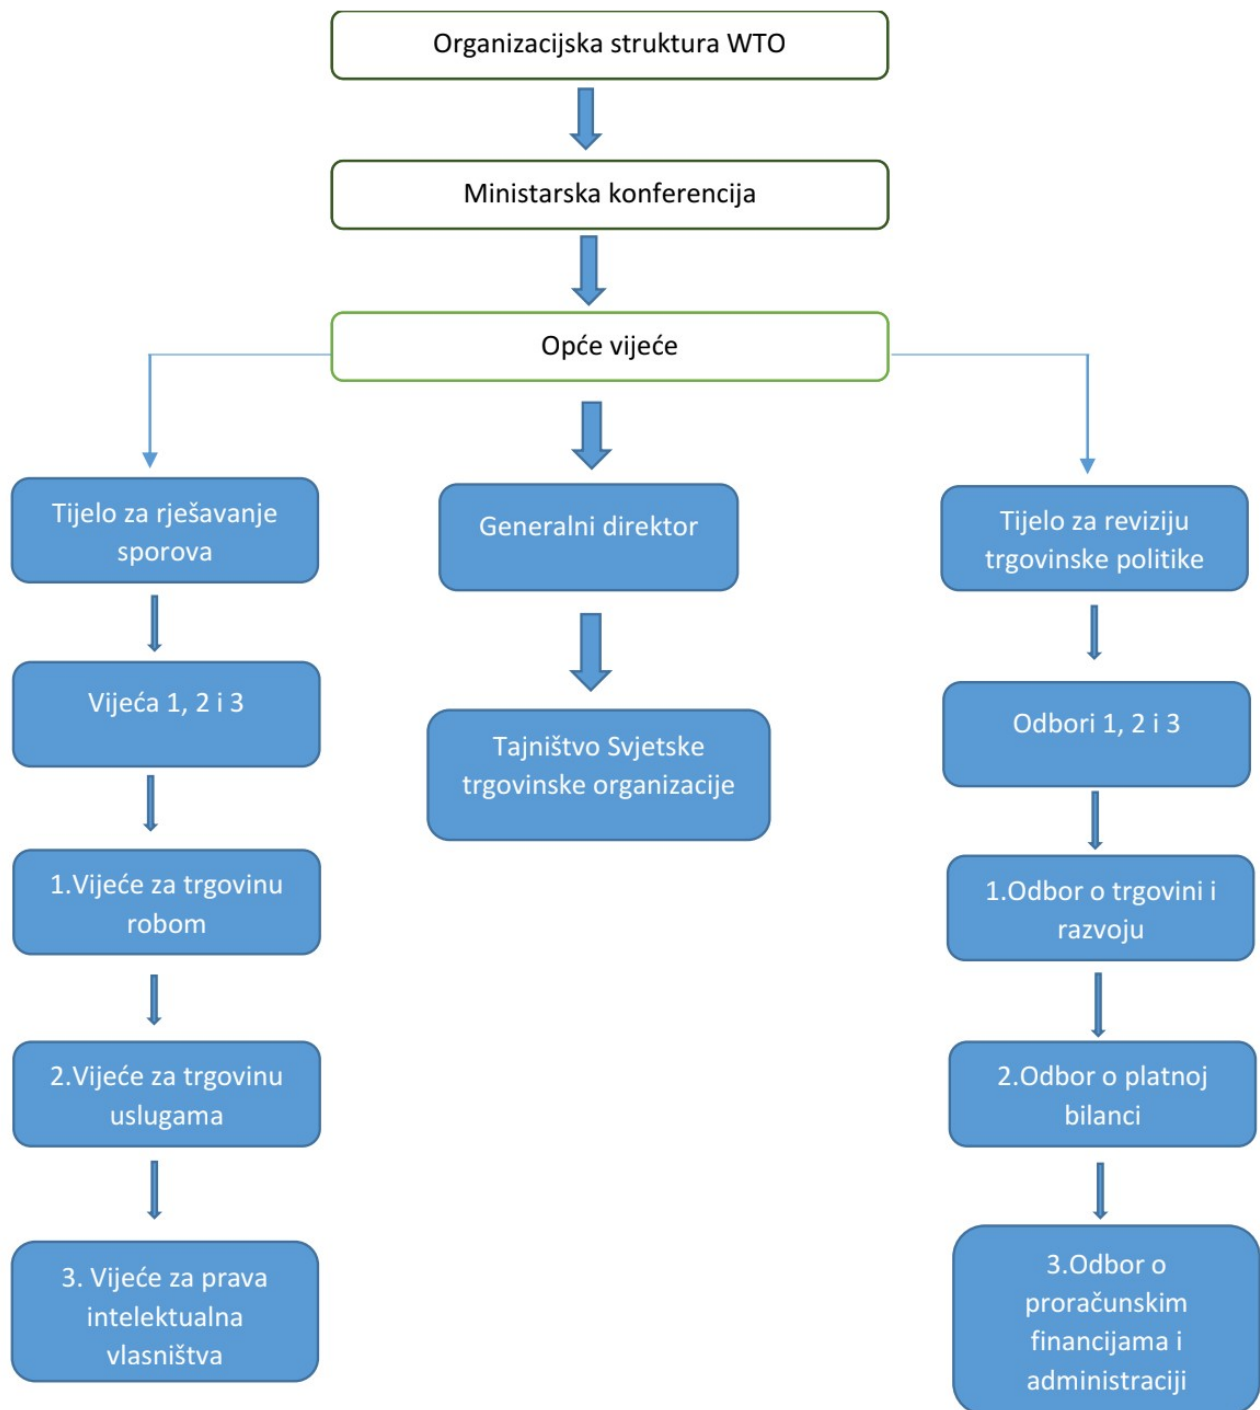 Organizacijska struktura WTO
Ministarska konferencija
Opće vijeće
Tijelo za rješavanje
sporova
Vijeća 1, 2 i 3
1.Vijeće za trgovinu
robom
2.Vijeće za trgovinu
uslugama
3. Vijeće za prava
intelektualna
vlasništva
Generalni direktor
Tajništvo Svjetske
trgovinske organizacije
Tijelo za reviziju
trgovinske politike
Odbori 1, 2 i 3
1.Odbor o trgovini i
razvoju
2.Odbor o platnoj
bilanci
3.Odbor o
proračunskim
financijama i
administraciji